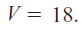 V = 18.